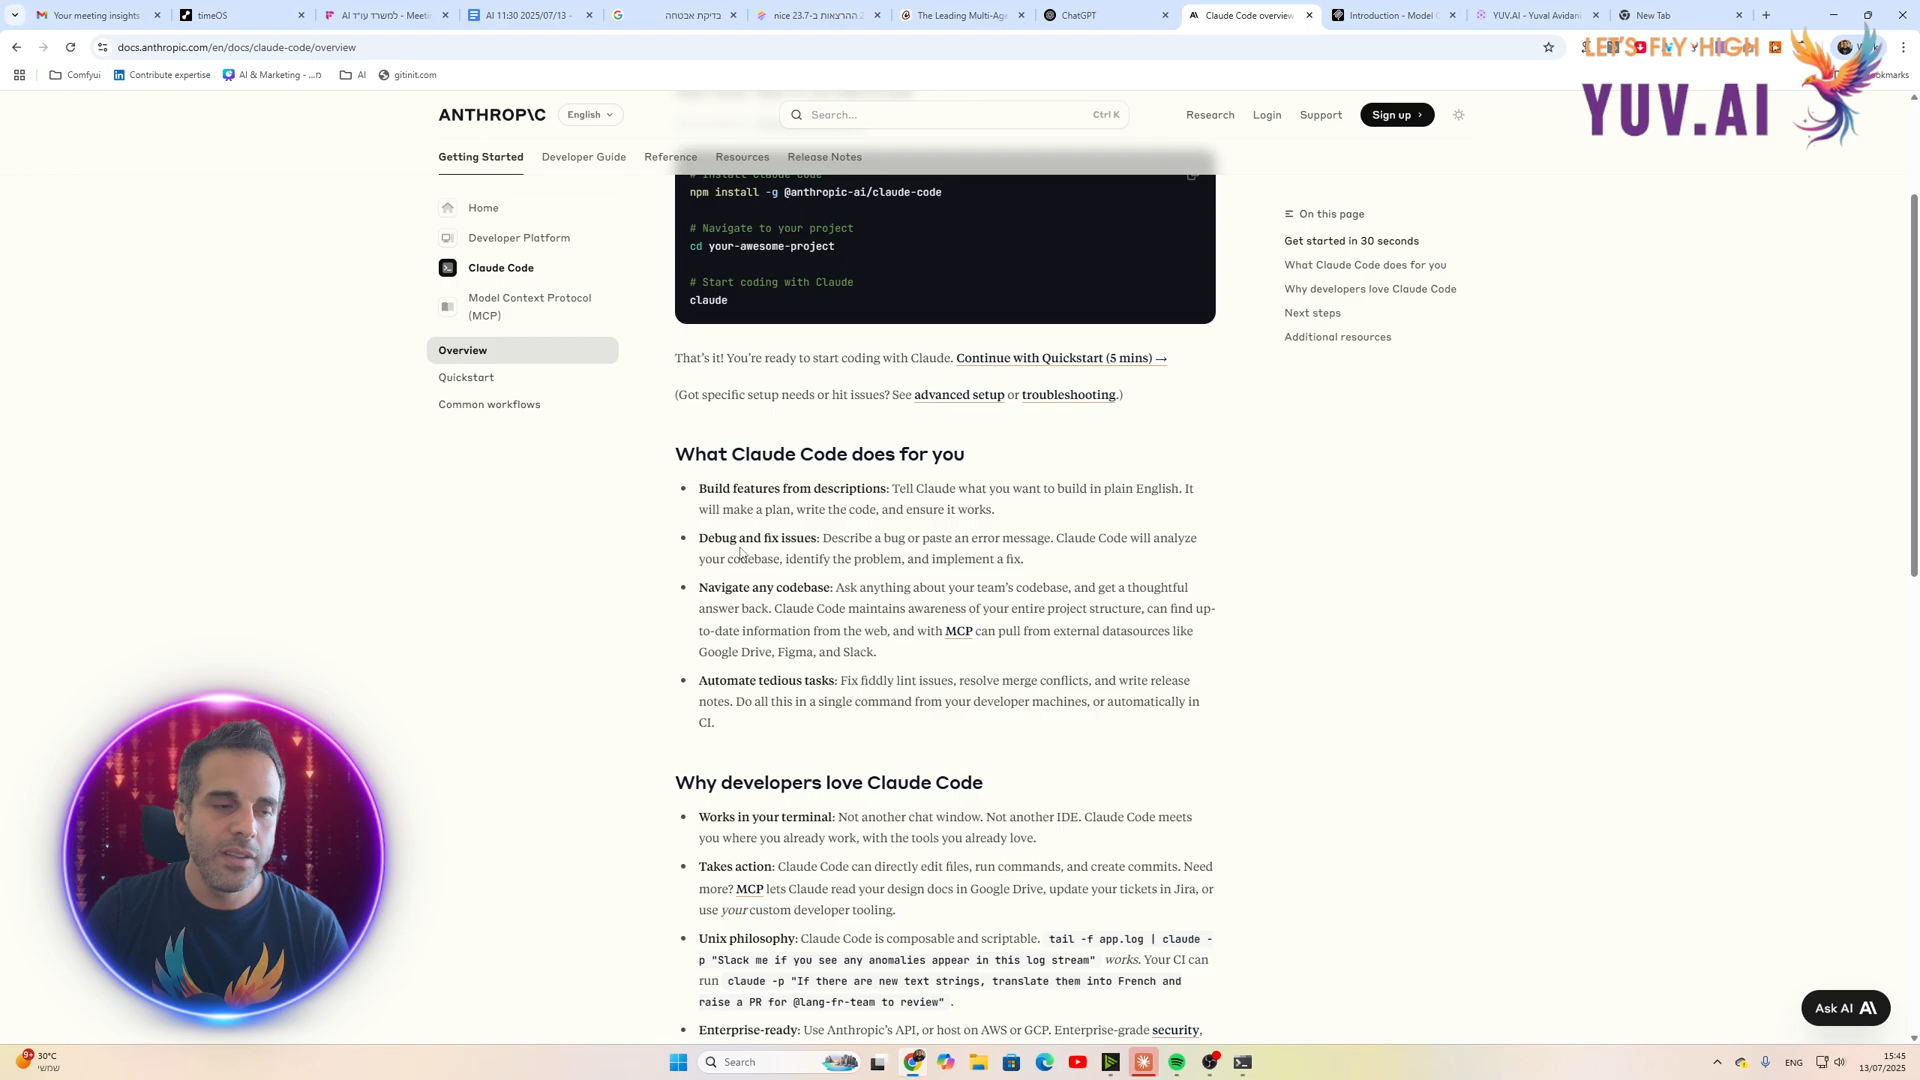 Your meeting insights
timeOS
AI למשרד עו"ד - Meeti
AI 11:30 2025/07/13 -
בדיקת אבטחה
nice 23.7-ההרצאות ב 2
The Leading Multi-Age
ChatGPT
Claude Code overview
Introduction - Model C
YUV.AI - Yuval Avidani
New Tab
docs.anthropic.com/en/docs/claude-code/overview
LET'S FLY HIGH
YUV.AI
Comfyui
Contribute expertise
AI & Marketing - ...מ
AI
gitinit.com
ANTHROP\C
English
Search...
Ctrl K
Research
Login
Support
Sign up
Getting Started
Developer Guide
Reference
Resources
Release Notes
Home
Developer Platform
Claude Code
Model Context Protocol
(MCP)
Overview
Quickstart
Common workflows
# Install Claude Code
npm install -g @anthropic-ai/claude-code
# Navigate to your project
cd your-awesome-project
# Start coding with Claude
claude
That's it! You're ready to start coding with Claude. Continue with Quickstart (5 mins) →
(Got specific setup needs or hit issues? See advanced setup or troubleshooting.)
What Claude Code does for you
Build features from descriptions: Tell Claude what you want to build in plain English. It
will make a plan, write the code, and ensure it works.
Debug and fix issues: Describe a bug or paste an error message. Claude Code will analyze
your codebase, identify the problem, and implement a fix.
Navigate any codebase: Ask anything about your team's codebase, and get a thoughtful
answer back. Claude Code maintains awareness of your entire project structure, can find up-
to-date information from the web, and with MCP can pull from external datasources like
Google Drive, Figma, and Slack.
Automate tedious tasks: Fix fiddly lint issues, resolve merge conflicts, and write release
notes. Do all this in a single command from your developer machines, or automatically in
CI.
Why developers love Claude Code
Works in your terminal: Not another chat window. Not another IDE. Claude Code meets
you where you already work, with the tools you already love.
Takes action: Claude Code can directly edit files, run commands, and create commits. Need
more? MCP lets Claude read your design docs in Google Drive, update your tickets in Jira, or
use your custom developer tooling.
Unix philosophy: Claude Code is composable and scriptable. tail -f app.log | claude -
p "Slack me if you see any anomalies appear in this log stream" works. Your CI can
run claude -p "If there are new text strings, translate them into French and
raise a PR for @lang-fr-team to review" .
Enterprise-ready: Use Anthropic's API, or host on AWS or GCP. Enterprise-grade security,
On this page
Get started in 30 seconds
What Claude Code does for you
Why developers love Claude Code
Next steps
Additional resources
Ask AI
9+
30°C
שמשי
Search
ENG
15:45
13/07/2025